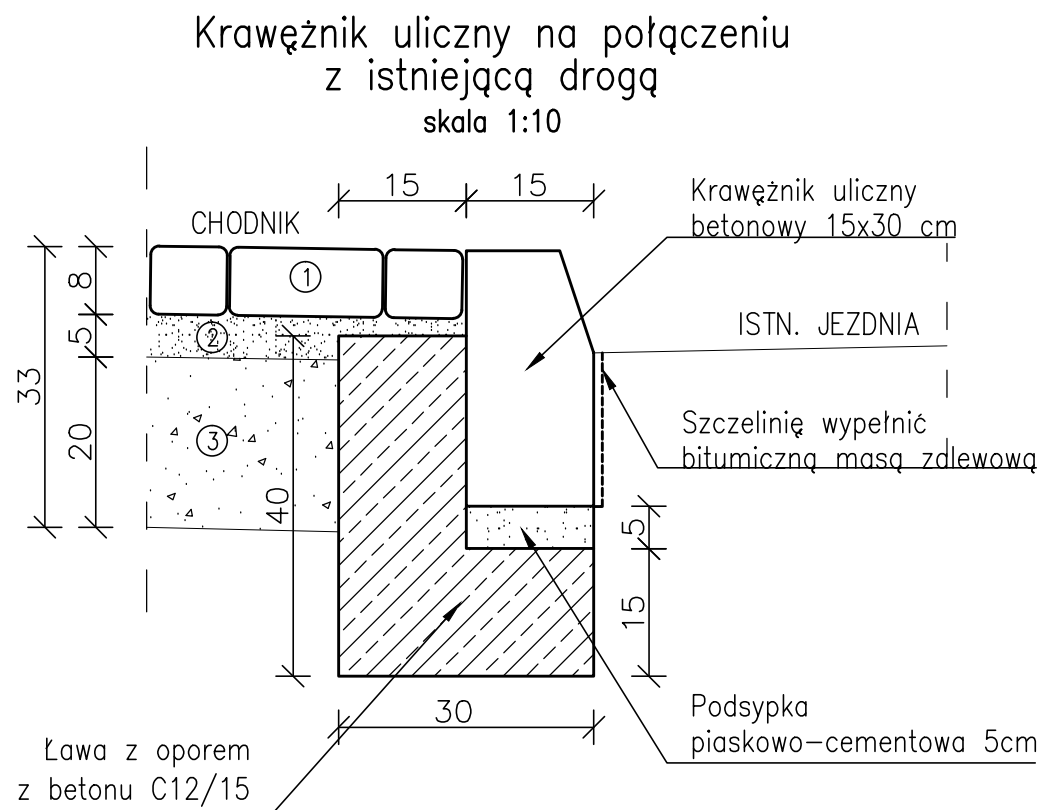 Krawężnik uliczny na połączeniu
z istniejącą drogą
skala 1:10
15
15
Krawężnik uliczny
betonowy 15x30 cm
CHODNIK
1
8
ISTN. JEZDNIA
2
5
33
Szczelinię wypełnić
bitumiczną masą zalewową
3
20
40
5
15
30
Podsypka
piaskowo-cementowa 5cm
Ława z oporem
z betonu C12/15